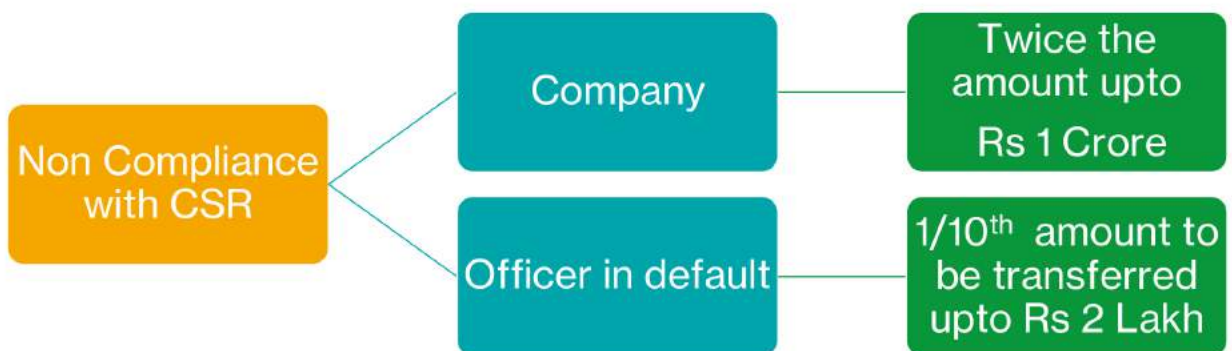 Non Compliance
with CSR
Company
Twice the
amount upto
Rs 1 Crore
Officer in default
1/10th amount to
be transferred
upto Rs 2 Lakh